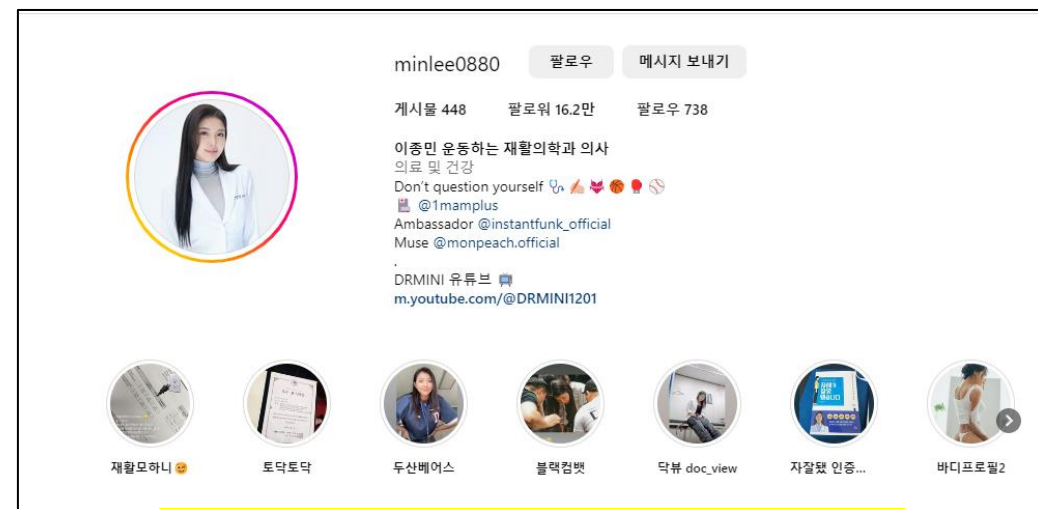 minlee0880 팔로우 메시지 보내기
게시물 448 팔로워 16.2만 팔로우 738
이종민 운동하는 재활의학과 의사
의료 및 건강
Don't question yourself
@1mamplus
Ambassador @instantfunk_official
Muse @monpeach.official
.
DRMINI 유튜브
m.youtube.com/@DRMINI1201
재활모하니 토닥토닥 두산베어스 블랙컴뱃 닥뷰 doc_view 자잘됐 인증... 바디프로필2